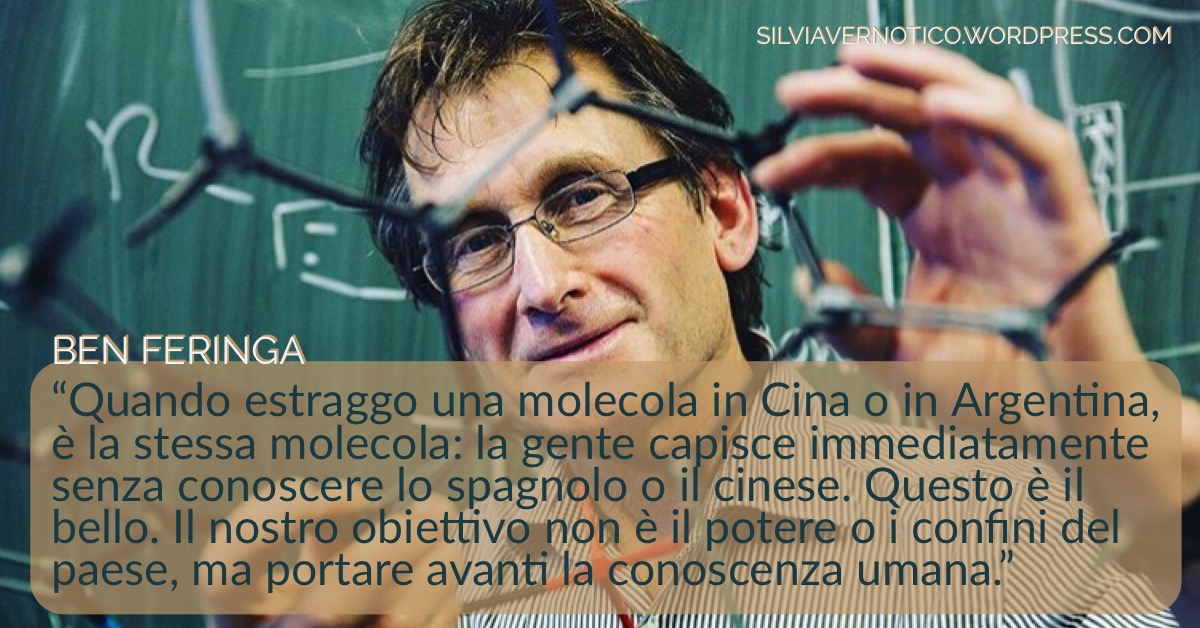 SILVIAVERNOTICO.WORDPRESS.COM
BEN FERINGA
“Quando estraggo una molecola in Cina o in Argentina,
è la stessa molecola: la gente capisce immediatamente
senza conoscere lo spagnolo o il cinese. Questo è il
bello. Il nostro obiettivo non è il potere o i confini del
paese, ma portare avanti la conoscenza umana.”